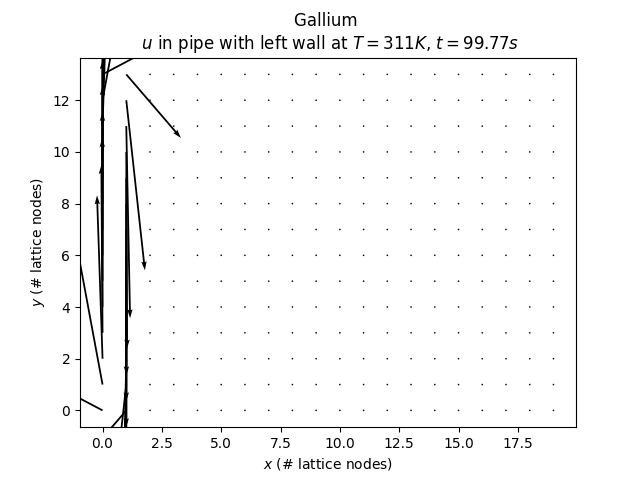 Gallium
u in pipe with left wall at T = 311K, t = 99.77s
12
10
8
6
4
2
0
y (# lattice nodes)
0.0 2.5 5.0 7.5 10.0 12.5 15.0 17.5
x (# lattice nodes)